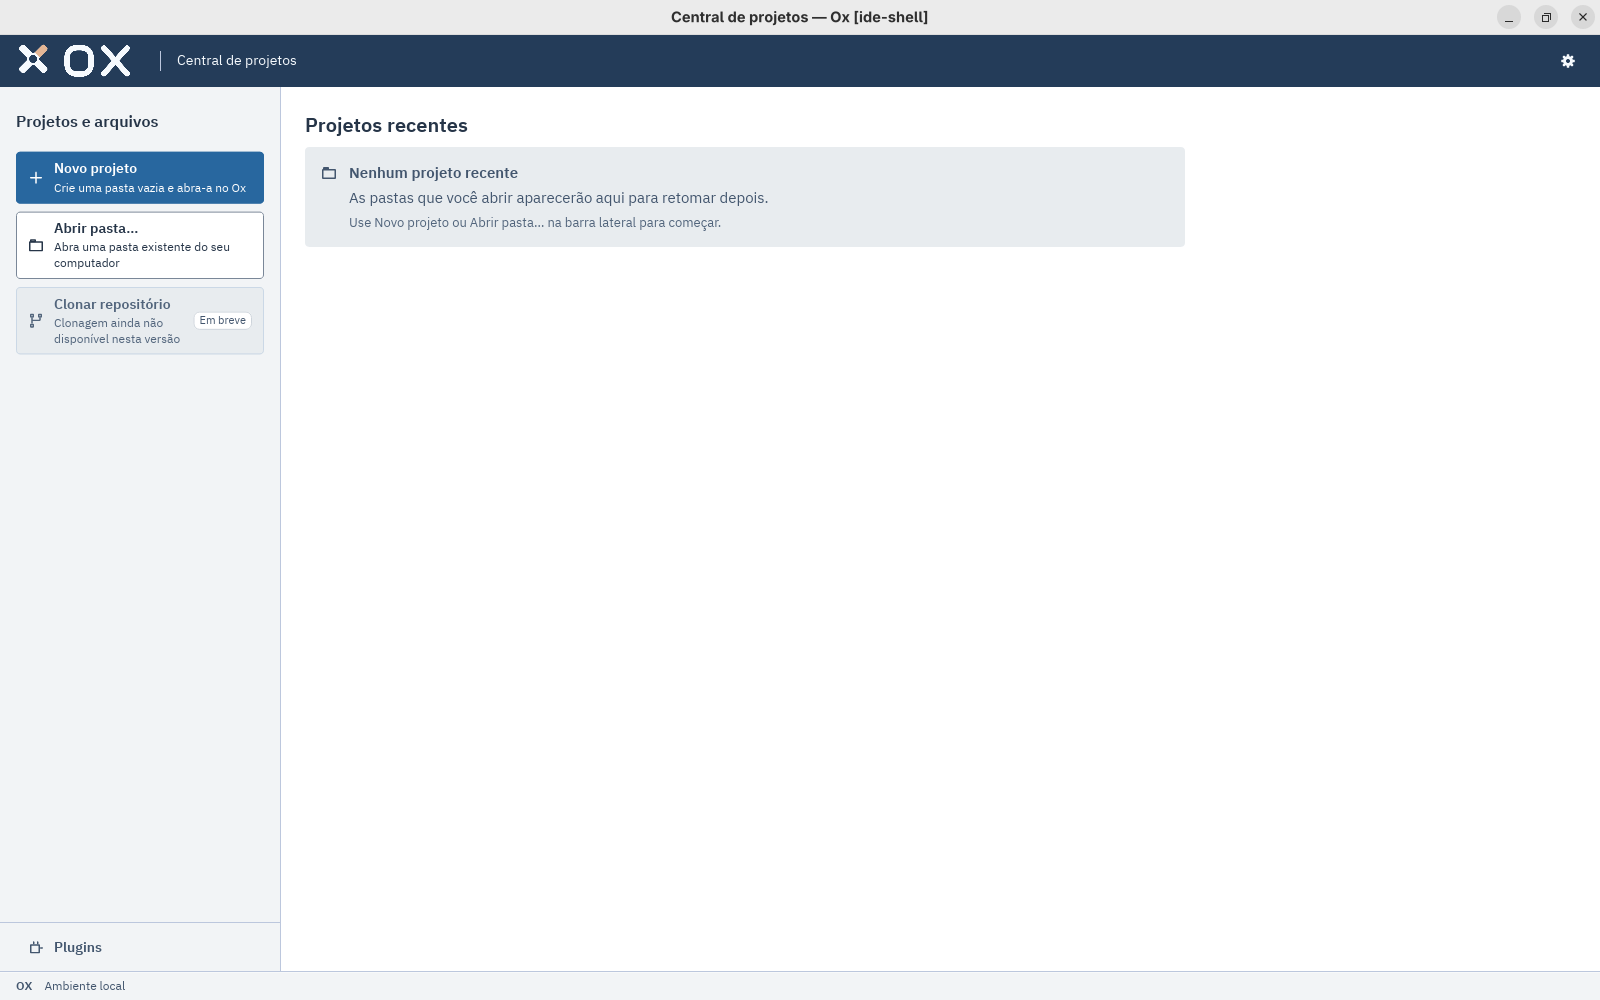 Central de projetos — Ox [ide-shell]
OX
Central de projetos
Projetos e arquivos
Novo projeto
Crie uma pasta vazia e abra-a no Ox
Abrir pasta...
Abra uma pasta existente do seu
computador
Clonar repositório
Clonagem ainda não
disponível nesta versão
Em breve
Plugins
Projetos recentes
Nenhum projeto recente
As pastas que você abrir aparecerão aqui para retomar depois.
Use Novo projeto ou Abrir pasta... na barra lateral para começar.
OX Ambiente local